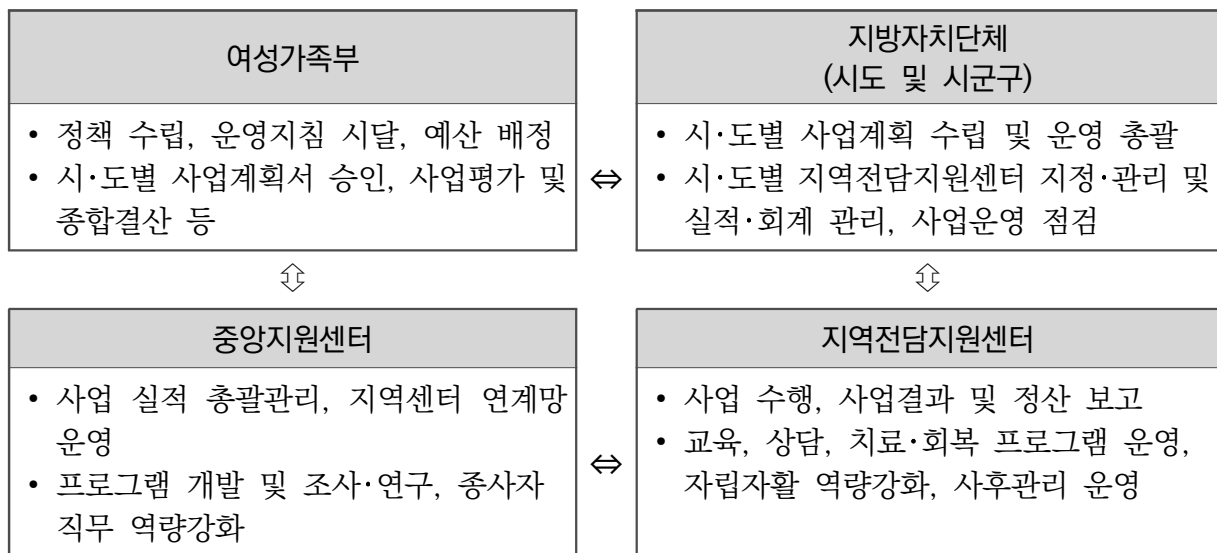 여성가족부
• 정책 수립, 운영지침 시달, 예산 배정
• 시·도별 사업계획서 승인, 사업평가 및
종합결산 등
⇔
지방자치단체
(시도 및 시군구)
• 시·도별 사업계획 수립 및 운영 총괄
• 시·도별 지역전담지원센터 지정·관리 및
실적·회계 관리, 사업운영 점검
⇕
⇕
중앙지원센터
• 사업 실적 총괄관리, 지역센터 연계망
운영
• 프로그램 개발 및 조사·연구, 종사자
직무 역량강화
⇔
지역전담지원센터
• 사업 수행, 사업결과 및 정산 보고
• 교육, 상담, 치료·회복 프로그램 운영,
자립자활 역량강화, 사후관리 운영